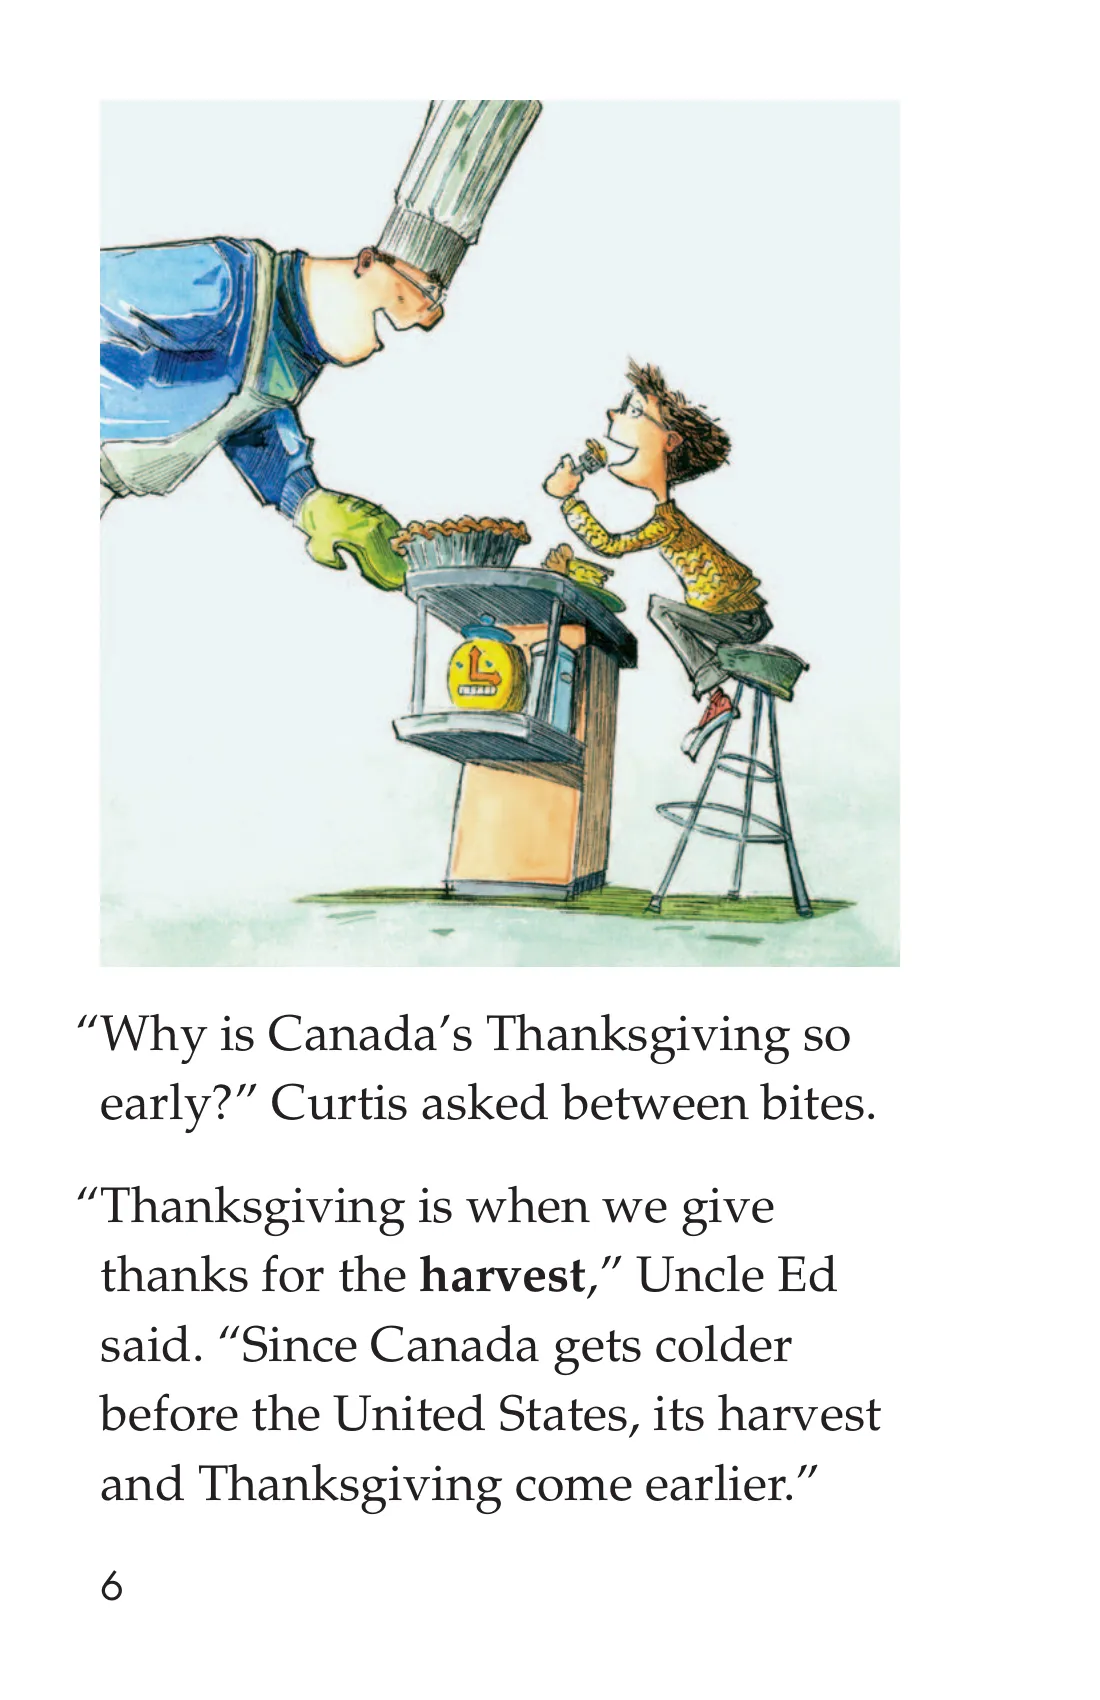 “Why is Canada’s Thanksgiving so
early?” Curtis asked between bites.
“Thanksgiving is when we give
thanks for the harvest,” Uncle Ed
said. “Since Canada gets colder
before the United States, its harvest
and Thanksgiving come earlier.”
6